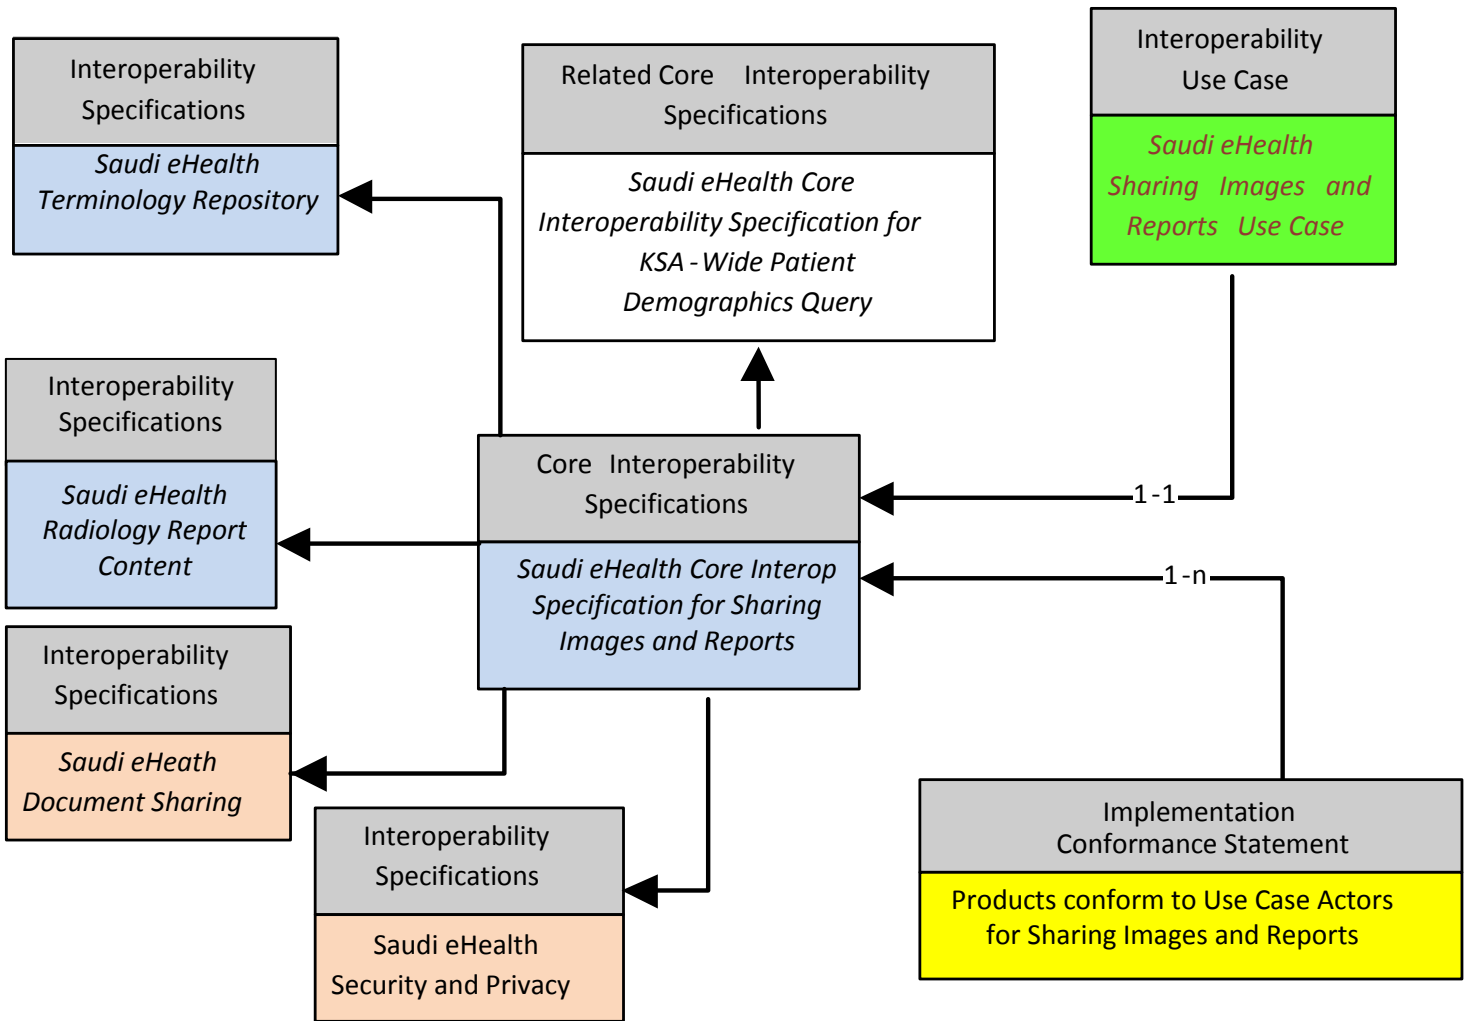 Interoperability
Specifications
Saudi eHealth
Terminology Repository
Related Core Interoperability
Specifications
Saudi eHealth Core
Interoperability Specification for
KSA - Wide Patient
Demographics Query
Interoperability
Use Case
Saudi eHealth
Sharing Images and
Reports Use Case
Interoperability
Specifications
Saudi eHealth
Radiology Report
Content
Core Interoperability
Specifications
Saudi eHealth Core Interop
Specification for Sharing
Images and Reports
1-1
1-n
Interoperability
Specifications
Saudi eHeath
Document Sharing
Interoperability
Specifications
Saudi eHealth
Security and Privacy
Implementation
Conformance Statement
Products conform to Use Case Actors
for Sharing Images and Reports